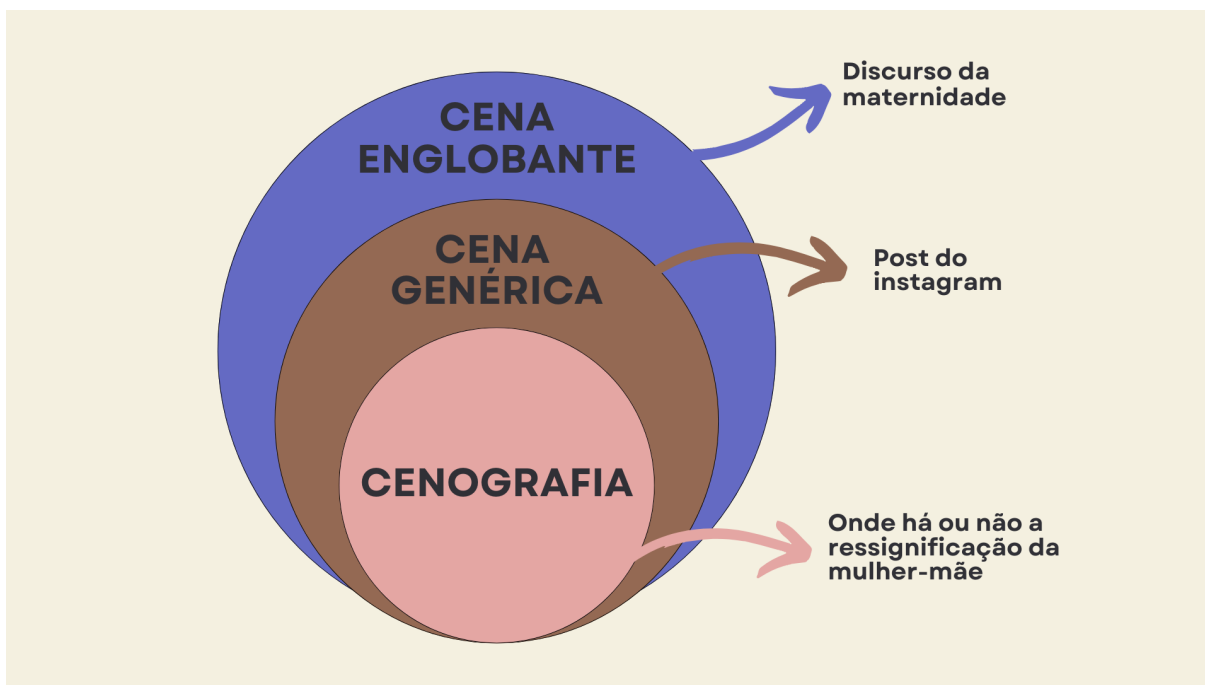 Discurso da
maternidade
CENA
ENGLOBANTE
CENA
GENÉRICA
Post do
instagram
CENOGRAFIA
Onde há ou não a
ressignificação da
mulher-mãe